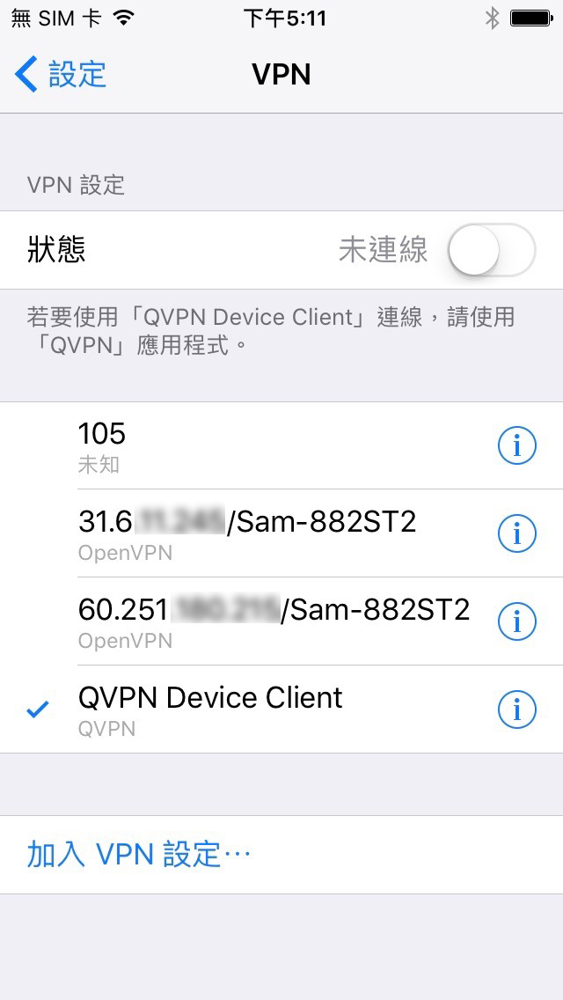 無 SIM 卡
下午5:11
設定
VPN
VPN 設定
狀態
未連線
若要使用「QVPN Device Client」連線，請使用
「QVPN」應用程式。
105
未知
31.6 /Sam-882ST2
OpenVPN
60.251 /Sam-882ST2
OpenVPN
QVPN Device Client
QVPN
加入 VPN 設定⋯